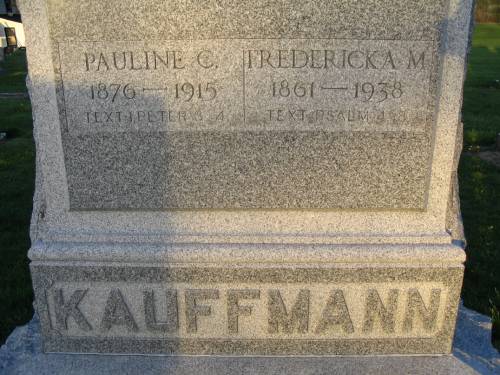 PAULINE C.
1876 — 1915
TEXT I PETER 3 4
FREDERICKA M
1861 — 1938
TEXT PSALM
KAUFFMANN